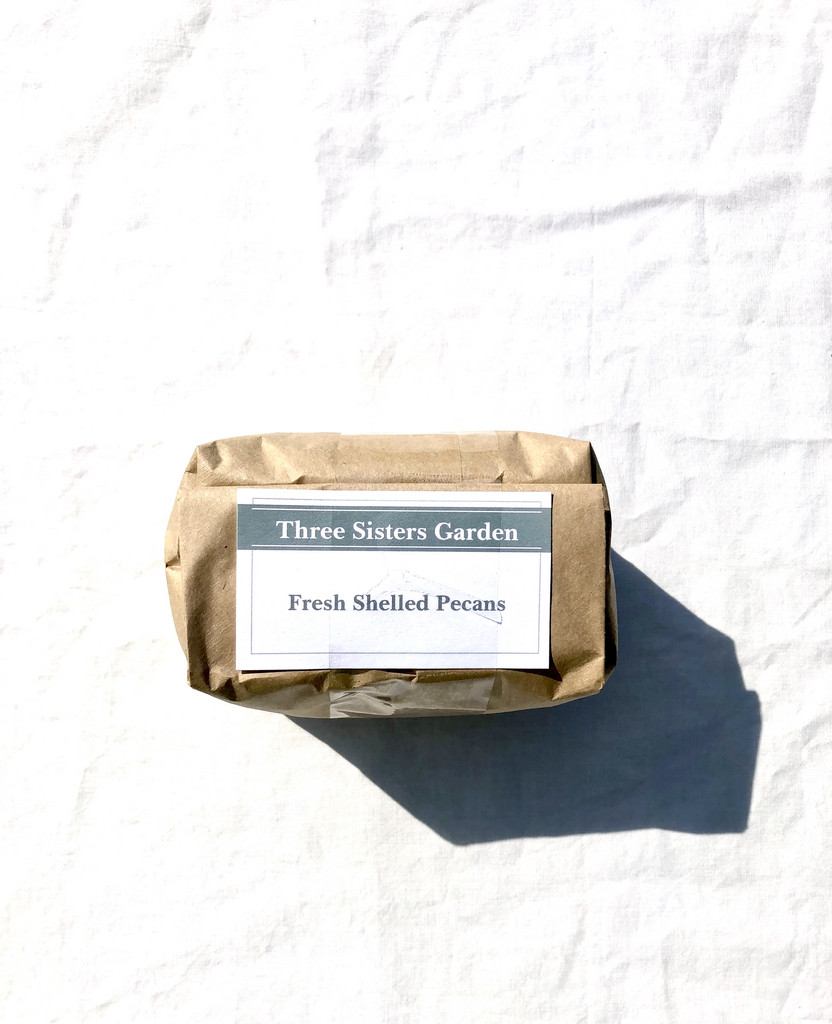 Three Sisters Garden
Fresh Shelled Pecans